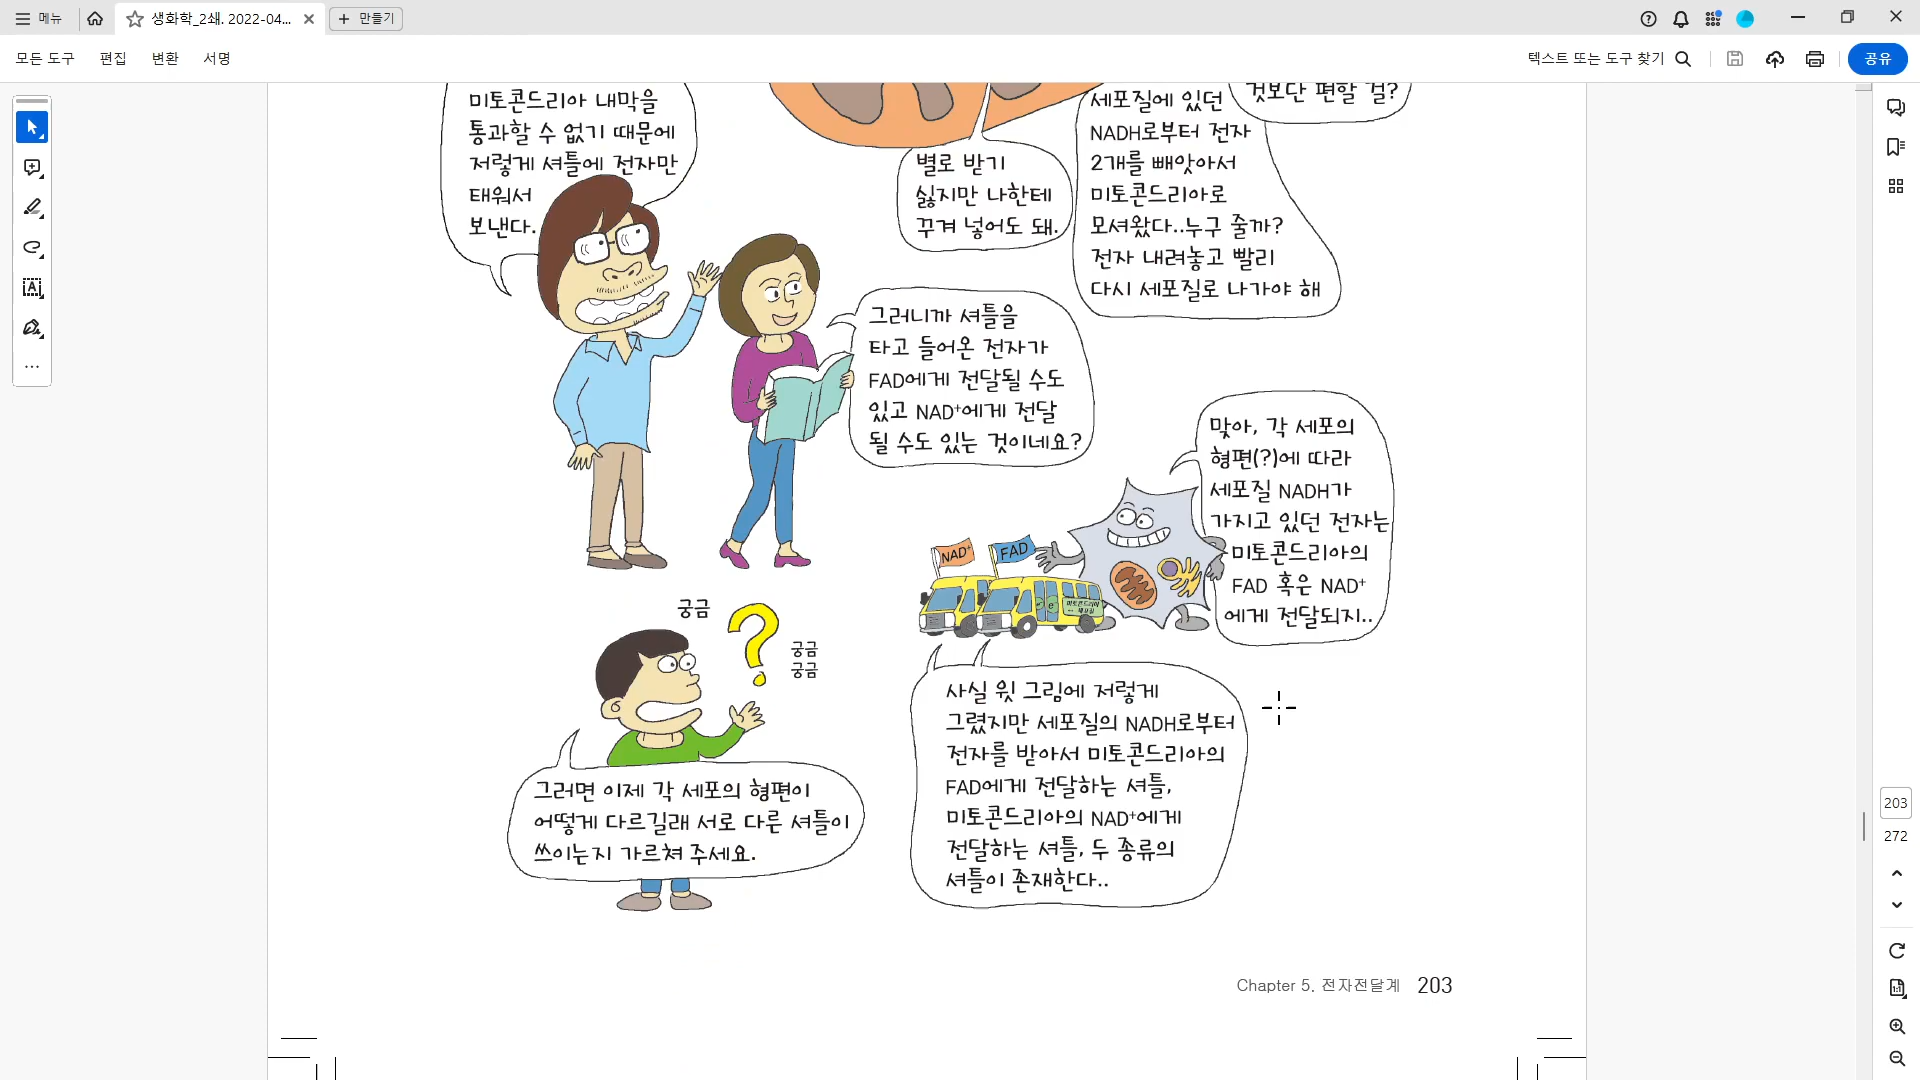 메뉴
생화학_2쇄. 2022-04...
만들기
모든 도구
편집
변환
서명
텍스트 또는 도구 찾기
공유
미토콘드리아 내막을
통과할 수 없기 때문에
저렇게 셔틀에 전자만
태워서
보낸다.
별로 받기
싫지만 나한테
꾸겨 넣어도 돼.
세포질에 있던
NADH로부터 전자
2개를 빼앗아서
미토콘드리아로
모셔왔다..누구 줄까?
전자 내려놓고 빨리
다시 세포질로 나가야 해
것보단 편할 걸?
그러니까 셔틀을
타고 들어온 전자가
FAD에게 전달될 수도
있고 NAD⁺에게 전달
될 수도 있는 것이네요?
맞아, 각 세포의
형편(?)에 따라
세포질 NADH가
가지고 있던 전자는
미토콘드리아의
FAD 혹은 NAD⁺
에게 전달되지..
NAD⁺
FAD
미토콘드리아
궁금
궁금
궁금
그러면 이제 각 세포의 형편이
어떻게 다르길래 서로 다른 셔틀이
쓰이는지 가르쳐 주세요.
사실 윗 그림에 저렇게
그렸지만 세포질의 NADH로부터
전자를 받아서 미토콘드리아의
FAD에게 전달하는 셔틀,
미토콘드리아의 NAD⁺에게
전달하는 셔틀, 두 종류의
셔틀이 존재한다..
Chapter 5. 전자전달계 203
203
272